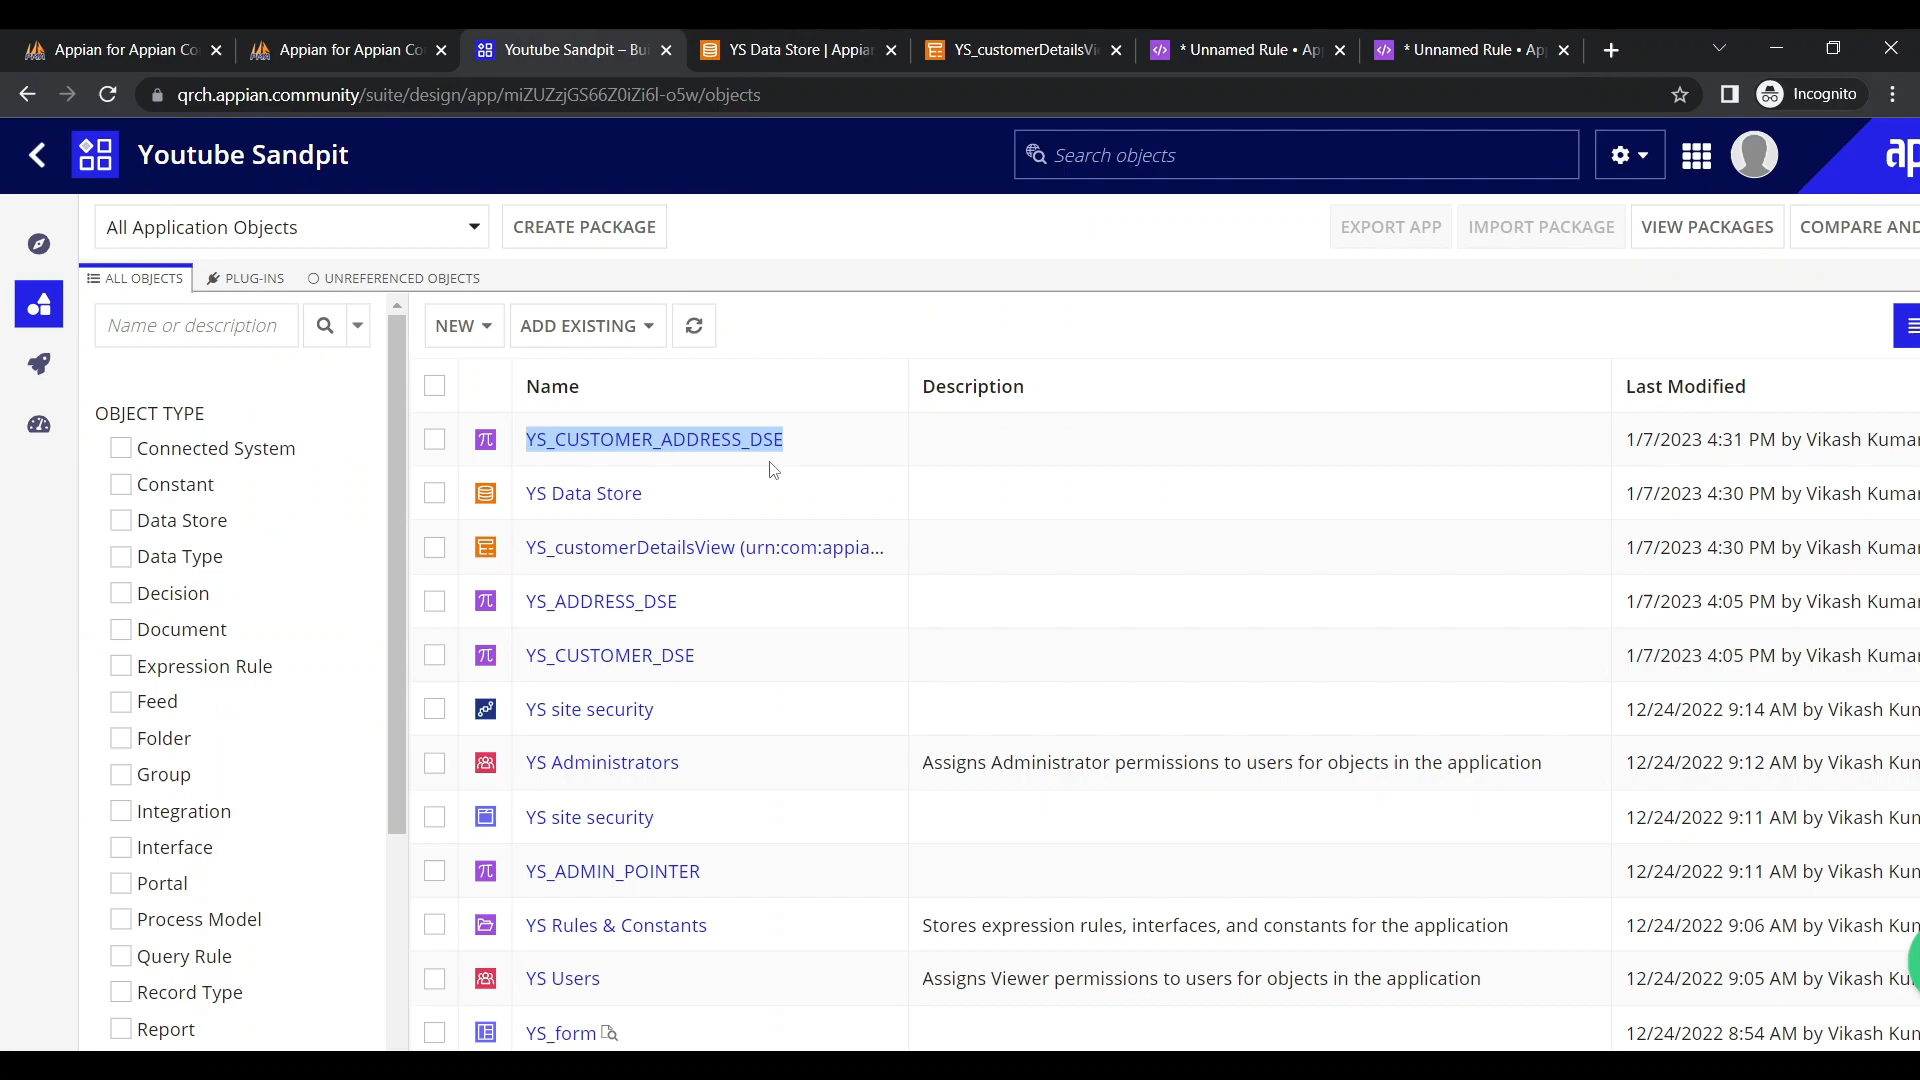 Appian for Appian Co
Appian for Appian Co
Youtube Sandpit – Bui
YS Data Store | Appian
YS_customerDetailsVi
* Unnamed Rule • Ap
* Unnamed Rule • Ap
qrch.appian.community/suite/design/app/miZUZzjGS66Z0iZi6l-o5w/objects
Incognito
Youtube Sandpit
Search objects
ap
All Application Objects
CREATE PACKAGE
EXPORT APP
IMPORT PACKAGE
VIEW PACKAGES
COMPARE AND
ALL OBJECTS
PLUG-INS
UNREFERENCED OBJECTS
Name or description
NEW
ADD EXISTING
OBJECT TYPE
Connected System
Constant
Data Store
Data Type
Decision
Document
Expression Rule
Feed
Folder
Group
Integration
Interface
Portal
Process Model
Query Rule
Record Type
Report
Name Description Last Modified
YS_CUSTOMER_ADDRESS_DSE 1/7/2023 4:31 PM by Vikash Kumar
YS Data Store 1/7/2023 4:30 PM by Vikash Kumar
YS_customerDetailsView (urn:com:appia... 1/7/2023 4:30 PM by Vikash Kumar
YS_ADDRESS_DSE 1/7/2023 4:05 PM by Vikash Kumar
YS_CUSTOMER_DSE 1/7/2023 4:05 PM by Vikash Kumar
YS site security 12/24/2022 9:14 AM by Vikash Kum
YS Administrators Assigns Administrator permissions to users for objects in the application 12/24/2022 9:12 AM by Vikash Kum
YS site security 12/24/2022 9:11 AM by Vikash Kum
YS_ADMIN_POINTER 12/24/2022 9:11 AM by Vikash Kum
YS Rules & Constants Stores expression rules, interfaces, and constants for the application 12/24/2022 9:06 AM by Vikash Kum
YS Users Assigns Viewer permissions to users for objects in the application 12/24/2022 9:05 AM by Vikash Ku
YS_form 12/24/2022 8:54 AM by Vikash Kum